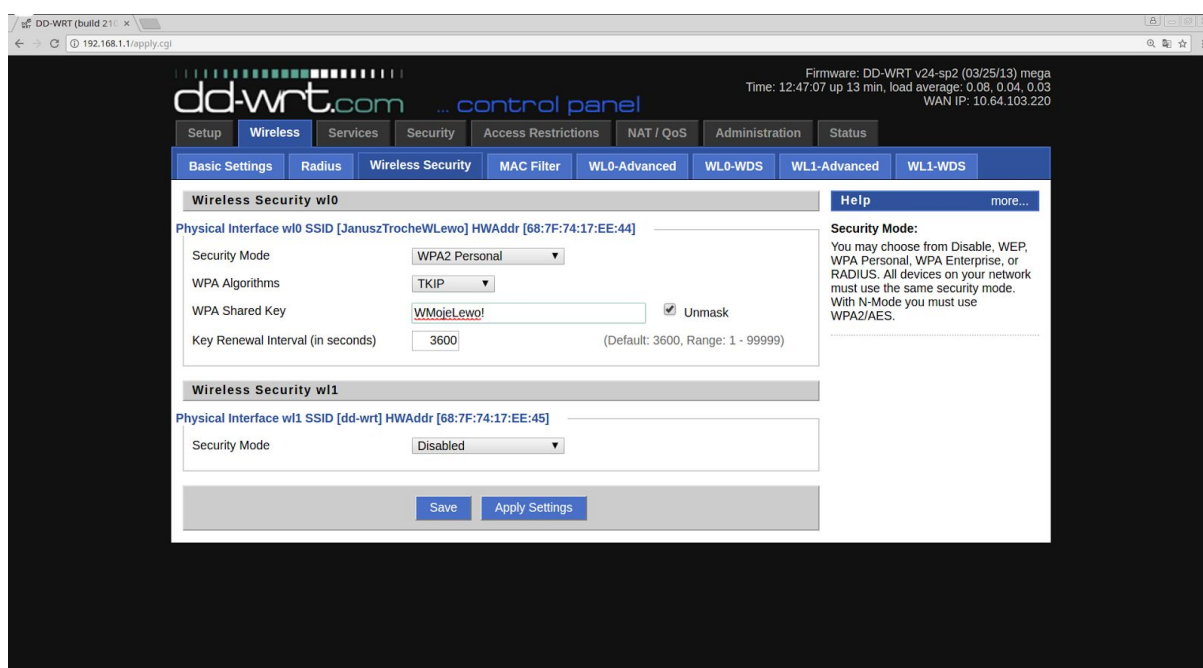 DD-WRT (build 210
192.168.1.1/apply.cgi
Firmware: DD-WRT v24-sp2 (03/25/13) mega
Time: 12:47:07 up 13 min, load average: 0.08, 0.04, 0.03
WAN IP: 10.64.103.220
dd-wrt.com ... control panel
Setup Wireless Services Security Access Restrictions NAT / QoS Administration Status
Basic Settings Radius Wireless Security MAC Filter WL0-Advanced WL0-WDS WL1-Advanced WL1-WDS
Wireless Security wl0
Physical Interface wl0 SSID [JanuszTrocheWLewo] HWAddr [68:7F:74:17:EE:44]
Security Mode WPA2 Personal
WPA Algorithms TKIP
WPA Shared Key WMojeLewo! Unmask
Key Renewal Interval (in seconds) 3600 (Default: 3600, Range: 1 - 99999)
Wireless Security wl1
Physical Interface wl1 SSID [dd-wrt] HWAddr [68:7F:74:17:EE:45]
Security Mode Disabled
Save Apply Settings
Help more...
Security Mode:
You may choose from Disable, WEP,
WPA Personal, WPA Enterprise, or
RADIUS. All devices on your network
must use the same security mode.
With N-Mode you must use
WPA2/AES.